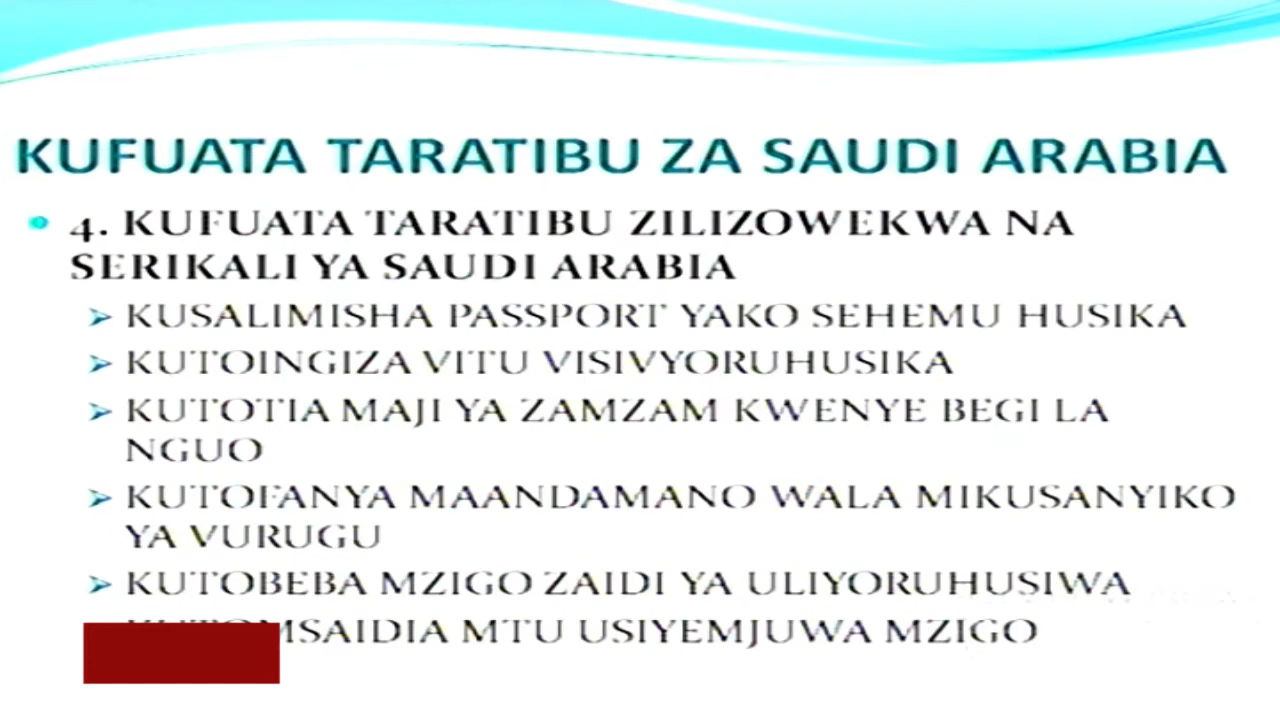 KUFUATA TARATIBU ZA SAUDI ARABIA
4. KUFUATA TARATIBU ZILIZOWEKWA NA
SERIKALI YA SAUDI ARABIA
KUSALIMISHA PASSPORT YAKO SEHEMU HUSIKA
KUTOINGIZA VITU VISIVYORUHUSIKA
KUTOTIA MAJI YA ZAMZAM KWENYE BEGI LA
NGUO
KUTOFANYA MAANDAMANO WALA MIKUSANYIKO
YA VURUGU
KUTOBEBA MZIGO ZAIDI YA ULIYORUHUSIWA
MTU USIYEMJUWA MZIGO